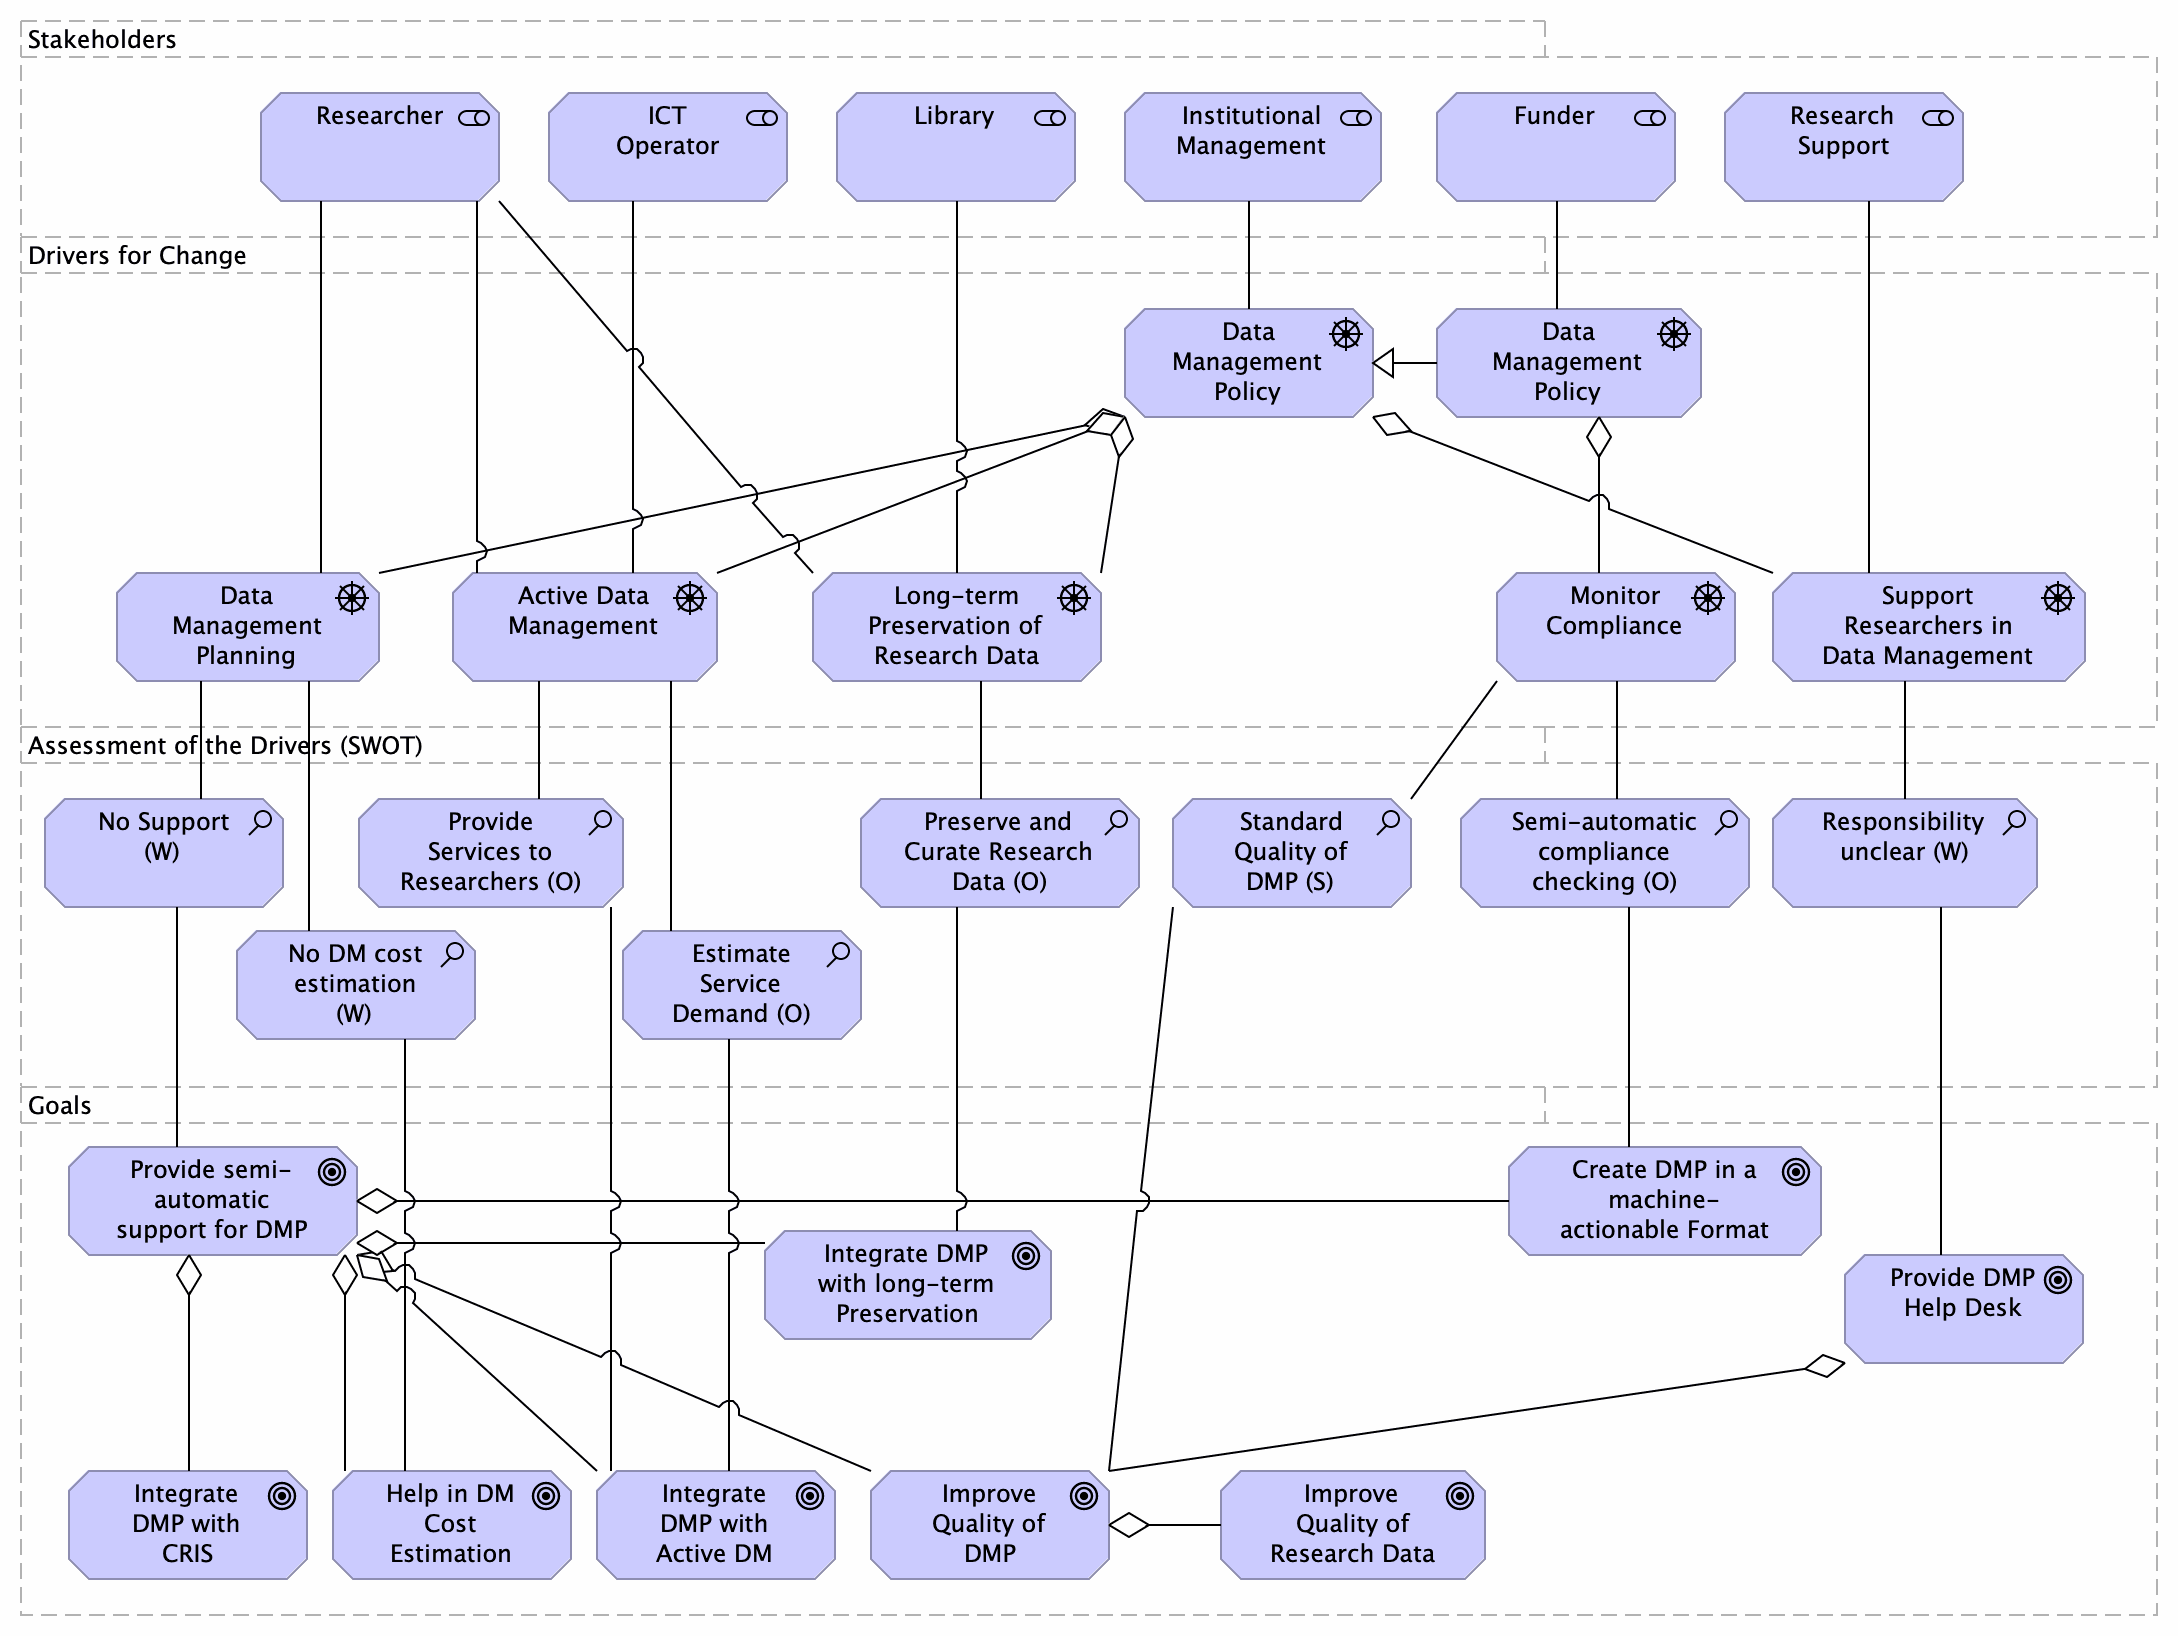 Stakeholders
Researcher
ICT
Operator
Library
Institutional
Management
Funder
Research
Support
Drivers for Change
Data
Management
Policy
Data
Management
Policy
Data
Management
Planning
Active Data
Management
Long-term
Preservation of
Research Data
Monitor
Compliance
Support
Researchers in
Data Management
Assessment of the Drivers (SWOT)
No Support
(W)
Provide
Services to
Researchers (O)
Preserve and
Curate Research
Data (O)
Standard
Quality of
DMP (S)
Semi-automatic
compliance
checking (O)
Responsibility
unclear (W)
No DM cost
estimation
(W)
Estimate
Service
Demand (O)
Goals
Provide semi-
automatic
support for DMP
Create DMP in a
machine-
actionable Format
Integrate DMP
with long-term
Preservation
Provide DMP
Help Desk
Integrate
DMP with
CRIS
Help in DM
Cost
Estimation
Integrate
DMP with
Active DM
Improve
Quality of
DMP
Improve
Quality of
Research Data